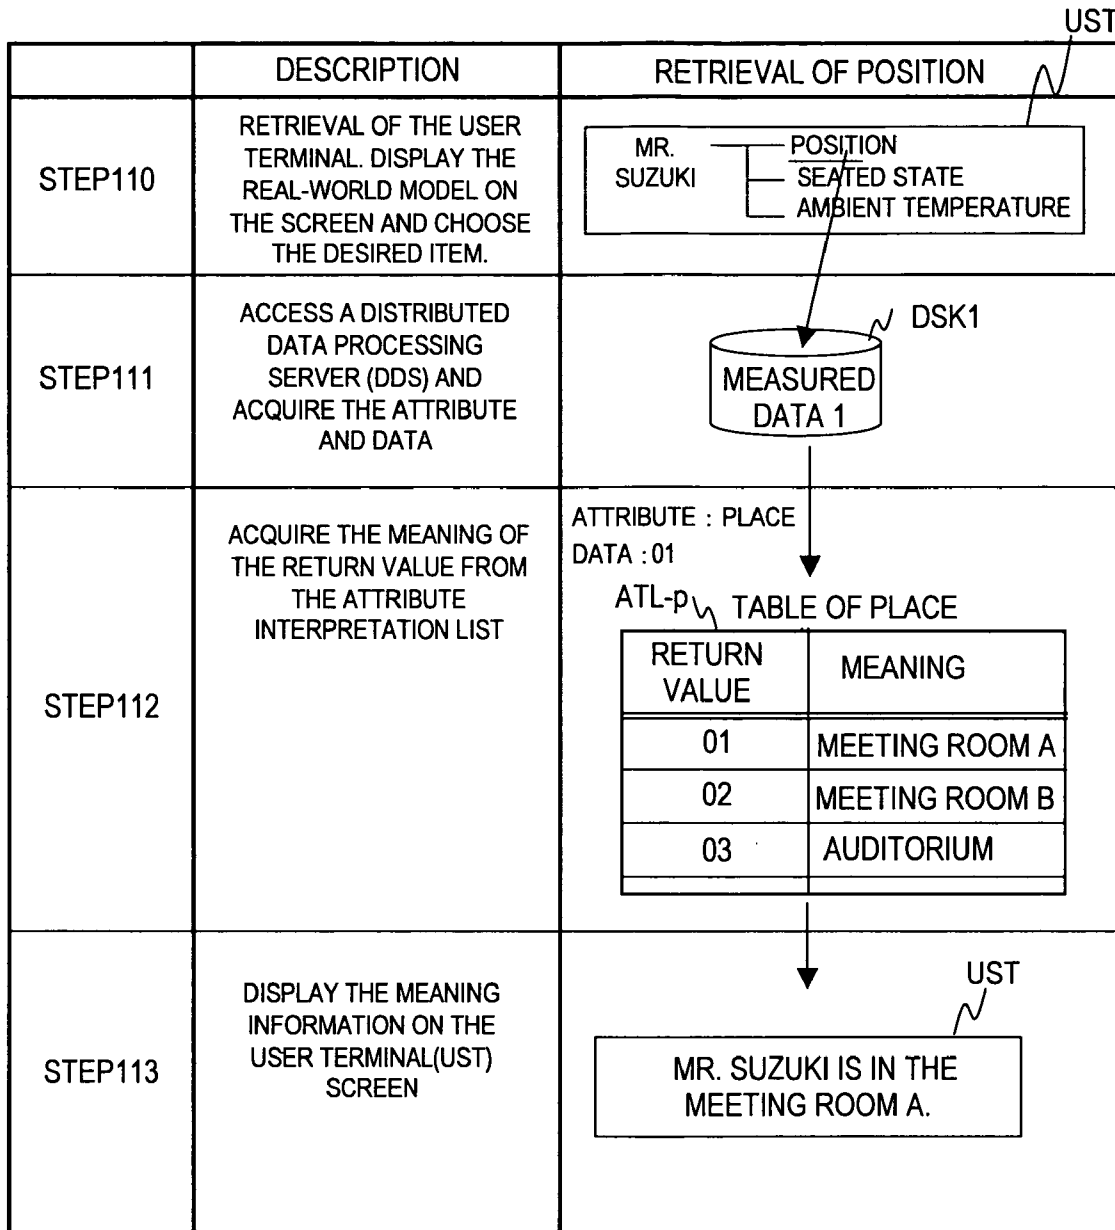 UST
DESCRIPTION
RETRIEVAL OF POSITION
STEP110
RETRIEVAL OF THE USER
TERMINAL. DISPLAY THE
REAL-WORLD MODEL ON
THE SCREEN AND CHOOSE
THE DESIRED ITEM.
MR.
SUZUKI
POSITION
SEATED STATE
AMBIENT TEMPERATURE
STEP111
ACCESS A DISTRIBUTED
DATA PROCESSING
SERVER (DDS) AND
ACQUIRE THE ATTRIBUTE
AND DATA
DSK1
MEASURED
DATA 1
STEP112
ACQUIRE THE MEANING OF
THE RETURN VALUE FROM
THE ATTRIBUTE
INTERPRETATION LIST
ATTRIBUTE : PLACE
DATA : 01
ATL-p
TABLE OF PLACE
RETURN
VALUE
MEANING
01
MEETING ROOM A
02
MEETING ROOM B
03
AUDITORIUM
STEP113
DISPLAY THE MEANING
INFORMATION ON THE
USER TERMINAL(UST)
SCREEN
UST
MR. SUZUKI IS IN THE
MEETING ROOM A.